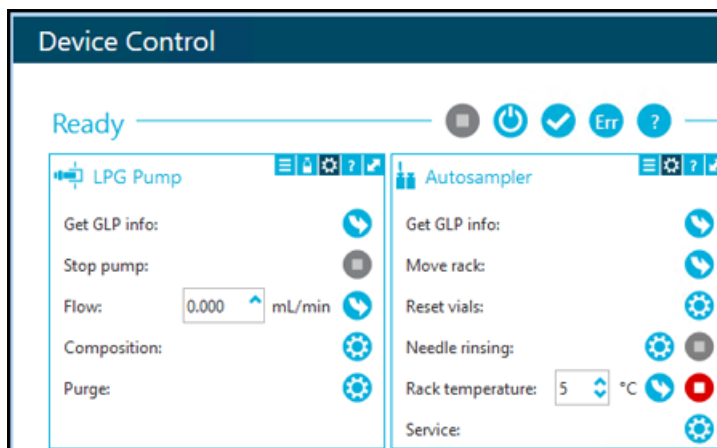 Device Control
Ready
Err
?
LPG Pump
?
Get GLP info:
Stop pump:
Flow: 0.000 mL/min
Composition:
Purge:
Autosampler
?
Get GLP info:
Move rack:
Reset vials:
Needle rinsing:
Rack temperature: 5 °C
Service: